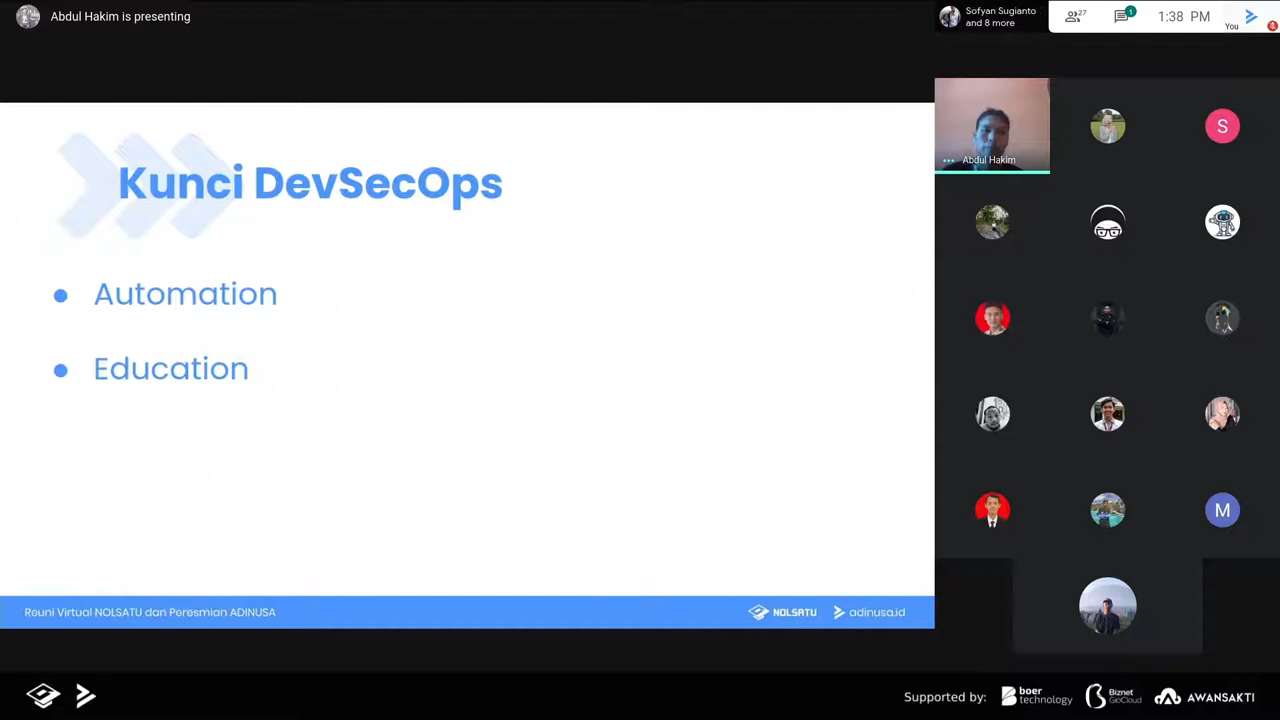 Abdul Hakim is presenting
Sofyan Sugianto
and 8 more
27
1
1:38 PM
You
Kunci DevSecOps
● Automation
● Education
Abdul Hakim
S
M
Reuni Virtual NOLSATU dan Peresmian ADINUSA
NOLSATU
adinusa.id
Supported by:
boer
technology
Biznet
GioCloud
AWANSAKTI